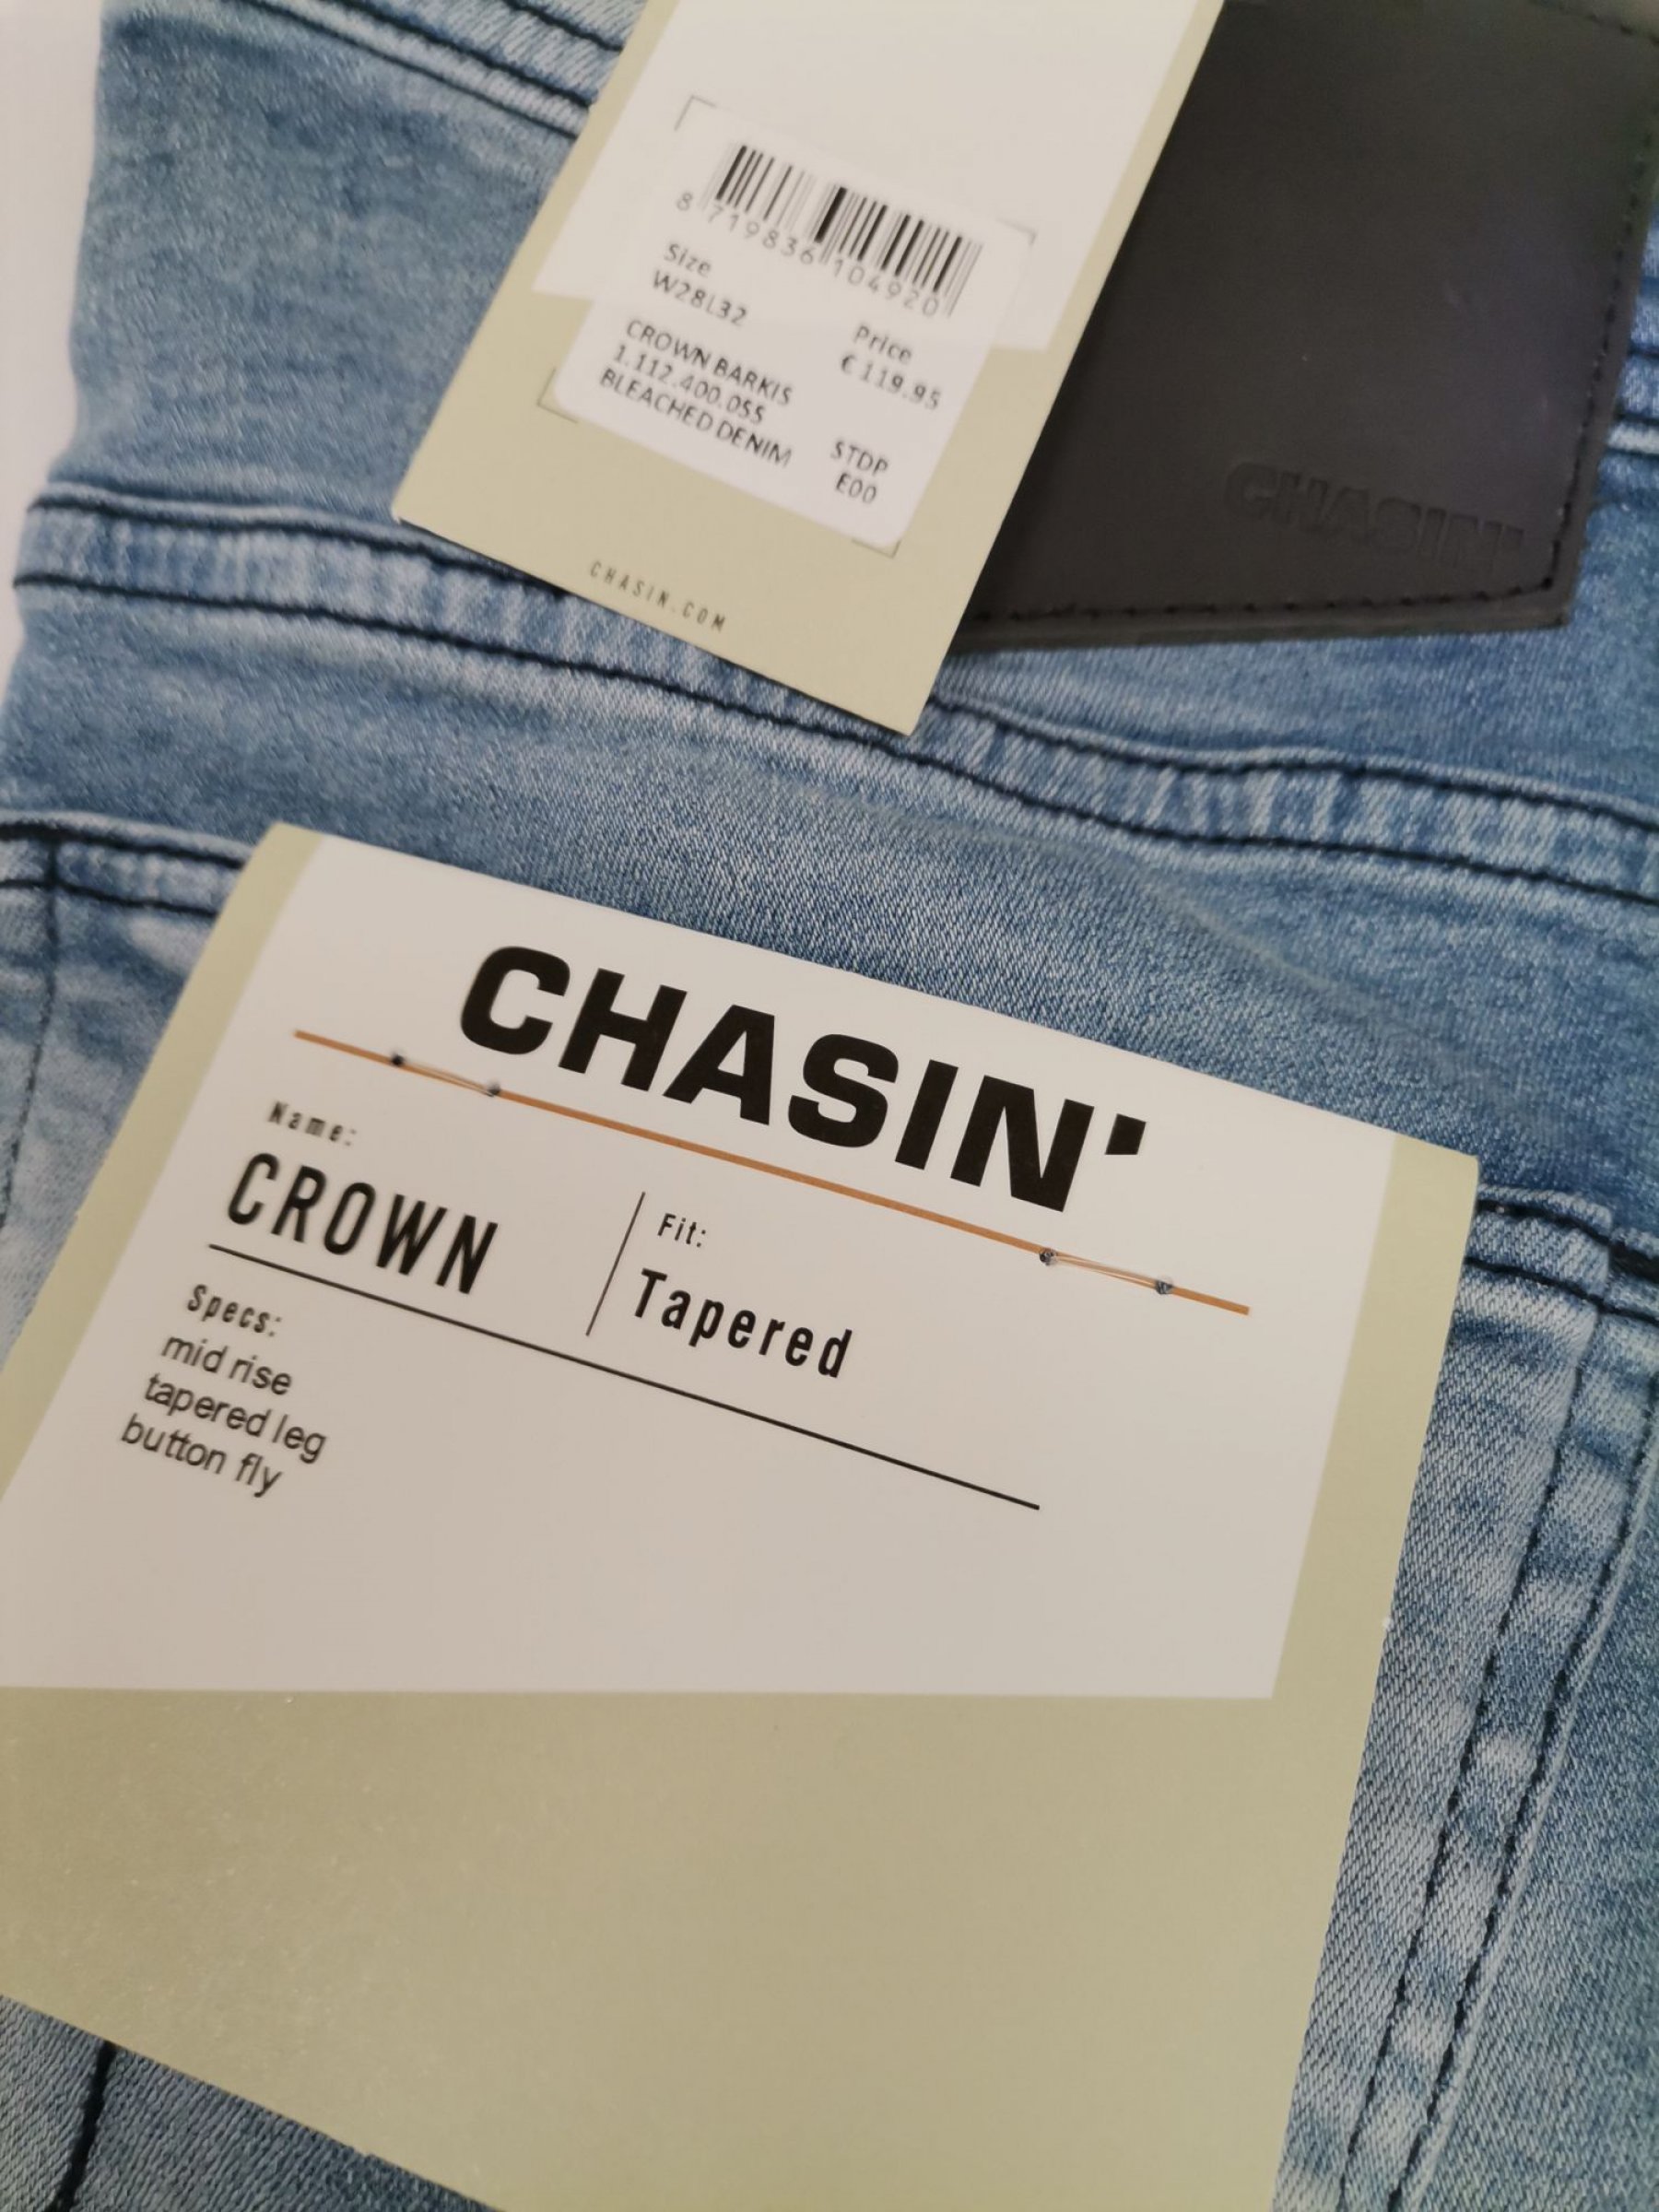 8 719836 104920
Size
W28L32
Price
€ 119.95
CROWN BARKIS
1.112.400.055
BLEACHED DENIM
STDP
E00
CHASIN.COM
CHASIN'
CHASIN'
Name:
CROWN
Fit:
Tapered
Specs:
mid rise
tapered leg
button fly